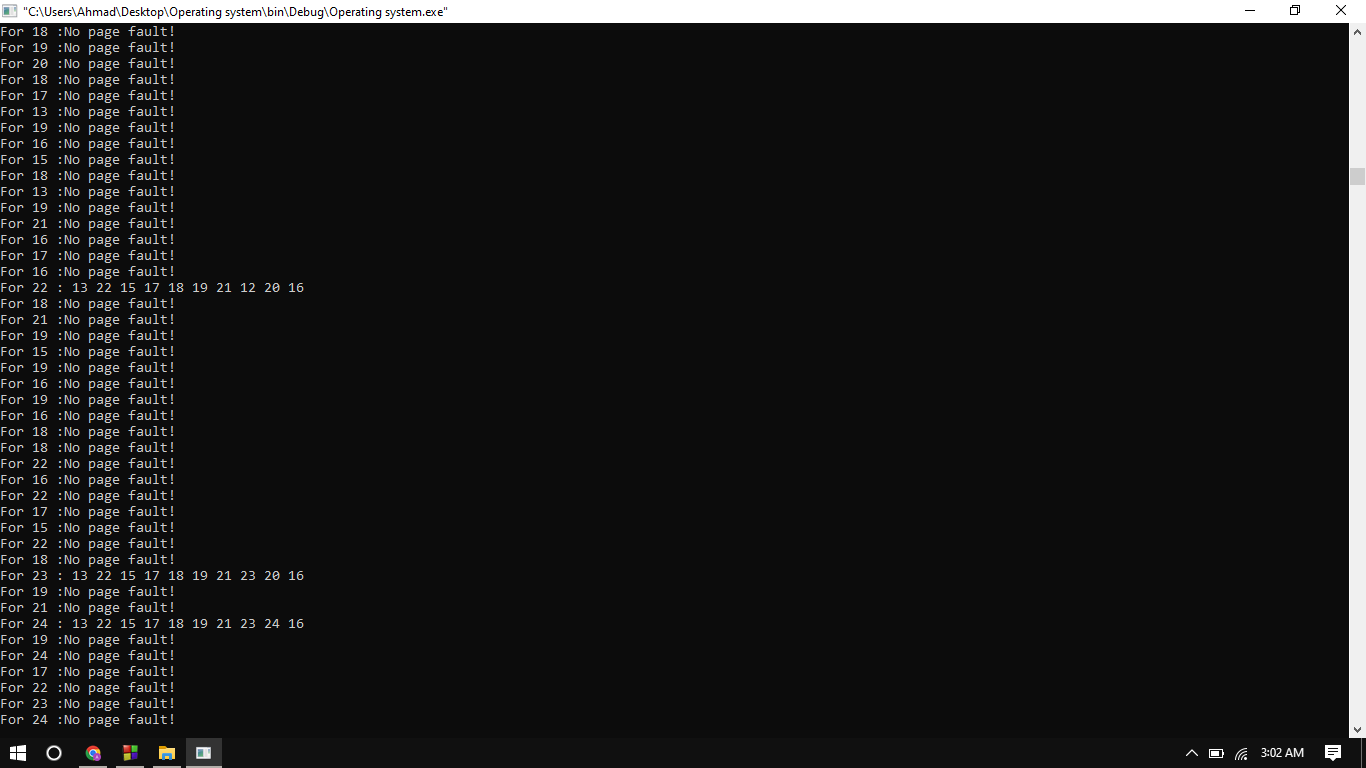 "C:\Users\Ahmad\Desktop\Operating system\bin\Debug\Operating system.exe"
For 18 :No page fault!
For 19 :No page fault!
For 20 :No page fault!
For 18 :No page fault!
For 17 :No page fault!
For 13 :No page fault!
For 19 :No page fault!
For 16 :No page fault!
For 15 :No page fault!
For 18 :No page fault!
For 13 :No page fault!
For 19 :No page fault!
For 21 :No page fault!
For 16 :No page fault!
For 17 :No page fault!
For 16 :No page fault!
For 22 : 13 22 15 17 18 19 21 12 20 16
For 18 :No page fault!
For 21 :No page fault!
For 19 :No page fault!
For 15 :No page fault!
For 19 :No page fault!
For 16 :No page fault!
For 19 :No page fault!
For 16 :No page fault!
For 18 :No page fault!
For 18 :No page fault!
For 22 :No page fault!
For 16 :No page fault!
For 22 :No page fault!
For 17 :No page fault!
For 15 :No page fault!
For 22 :No page fault!
For 18 :No page fault!
For 23 : 13 22 15 17 18 19 21 23 20 16
For 19 :No page fault!
For 21 :No page fault!
For 24 : 13 22 15 17 18 19 21 23 24 16
For 19 :No page fault!
For 24 :No page fault!
For 17 :No page fault!
For 22 :No page fault!
For 23 :No page fault!
For 24 :No page fault!
3:02 AM